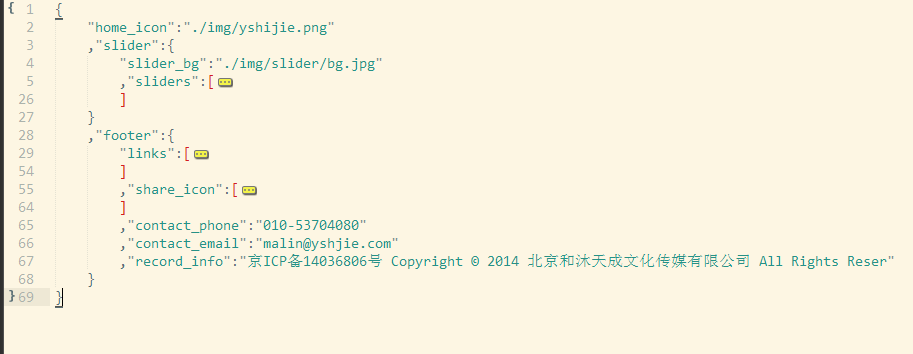 { 1 {
2 "home_icon":"./img/yshijie.png"
3 ,"slider":{
4 "slider_bg":"./img/slider/bg.jpg"
5 ,"sliders":[
26 ]
27 }
28 ,"footer":{
29 "links":[
54 ]
55 ,"share_icon":[
64 ]
65 ,"contact_phone":"010-53704080"
66 ,"contact_email":"malin@yshjie.com"
67 ,"record_info":"京ICP备14036806号 Copyright © 2014 北京和沐天成文化传媒有限公司 All Rights Reser"
68 }
} 69 }